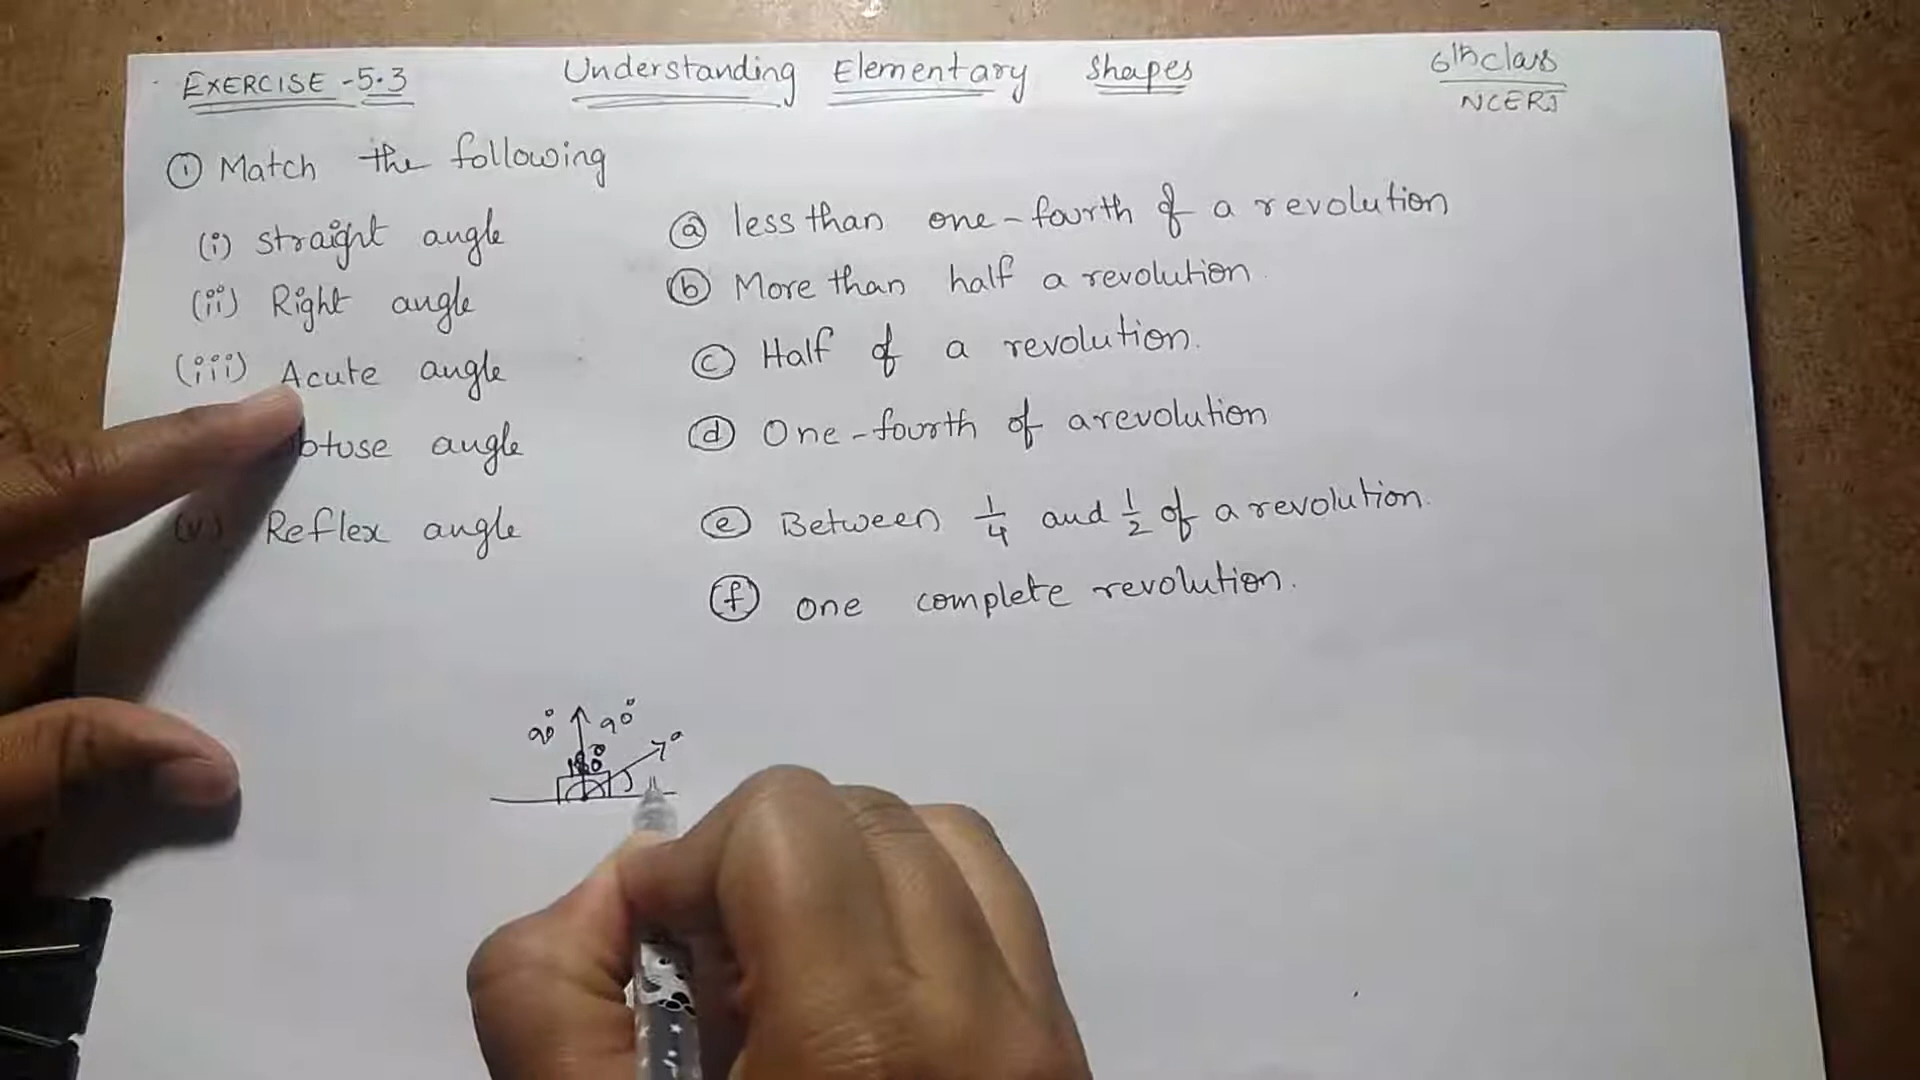 EXERCISE -5.3
Understanding Elementary Shapes
6th class
NCERT
① Match the following
(i) straight angle
(ii) Right angle
(iii) Acute angle
btuse angle
(v) Reflex angle
ⓐ less than one-fourth of a revolution
ⓑ More than half a revolution.
ⓒ Half of a revolution.
ⓓ One-fourth of a revolution
ⓔ Between 1/4 and 1/2 of a revolution.
ⓕ one complete revolution.
90° 90°
180°